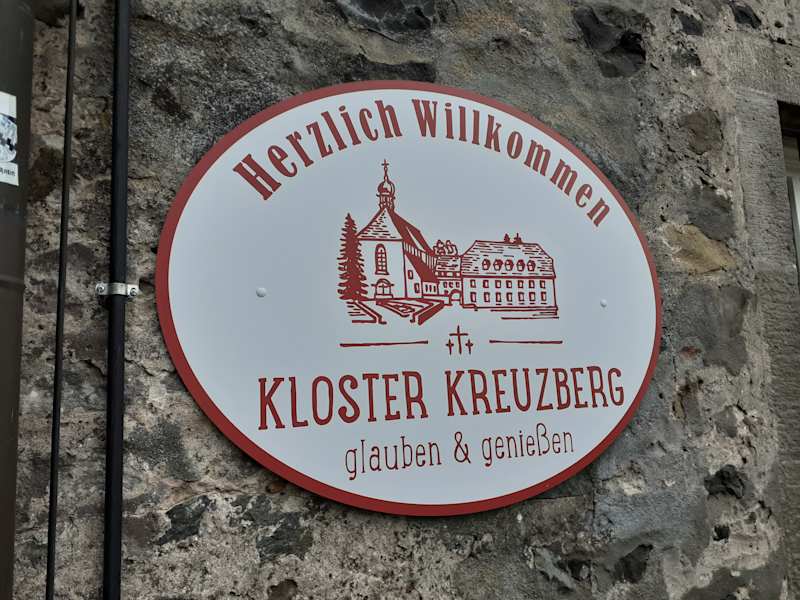 Herzlich Willkommen
KLOSTER KREUZBERG
glauben & genießen